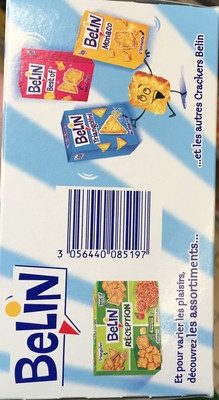 BELIN
BELIN
RÉCEPTION
Et pour varier les plaisirs,
découvrez les assortiments...
3 056440 085197
BELIN
Best of
BELIN
Monaco
BELIN
...et les autres Crackers Belin